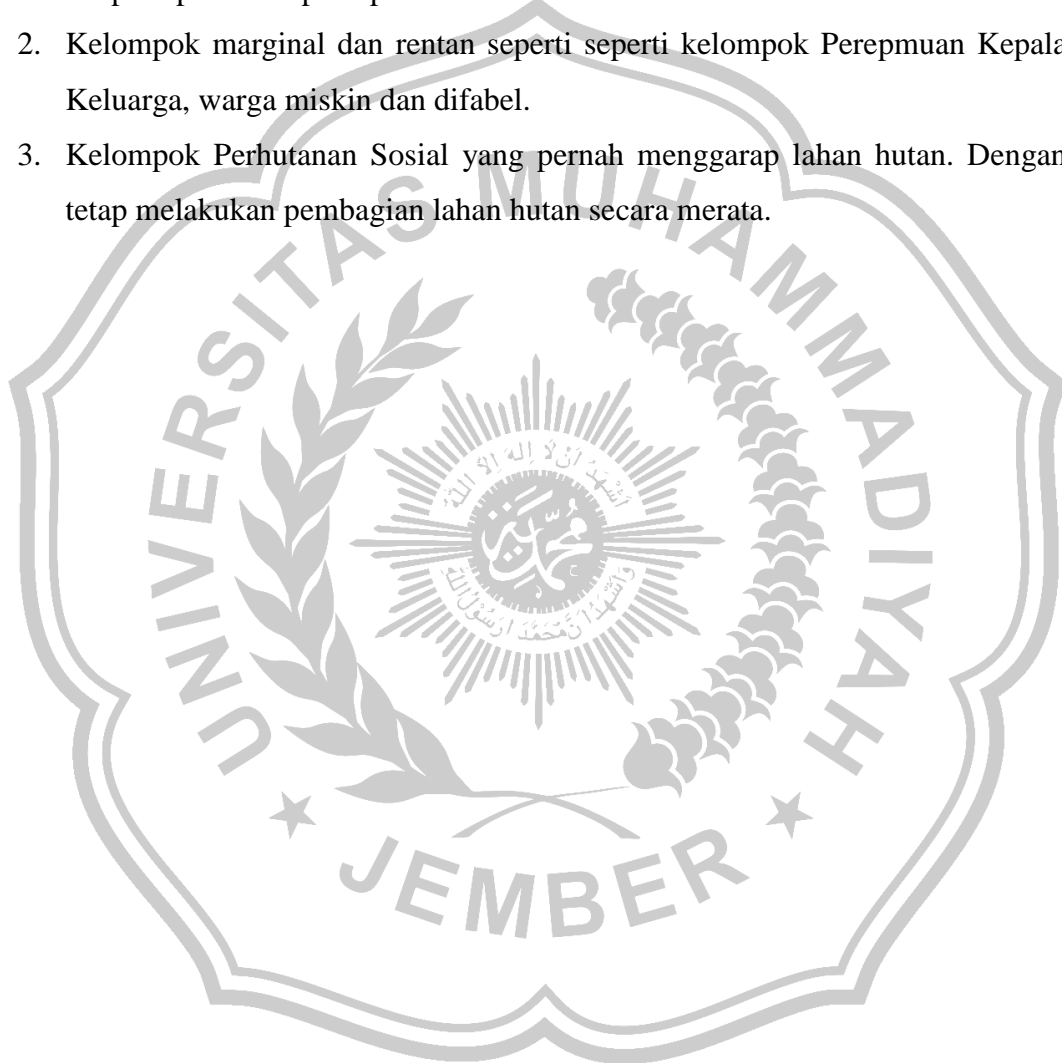 2. Kelompok marginal dan rentan seperti seperti kelompok Perepmuan Kepala
Keluarga, warga miskin dan difabel.
3. Kelompok Perhutanan Sosial yang pernah menggarap lahan hutan. Dengan
tetap melakukan pembagian lahan hutan secara merata.
UNIVERSITAS MUHAMMADIYAH
JEMBER